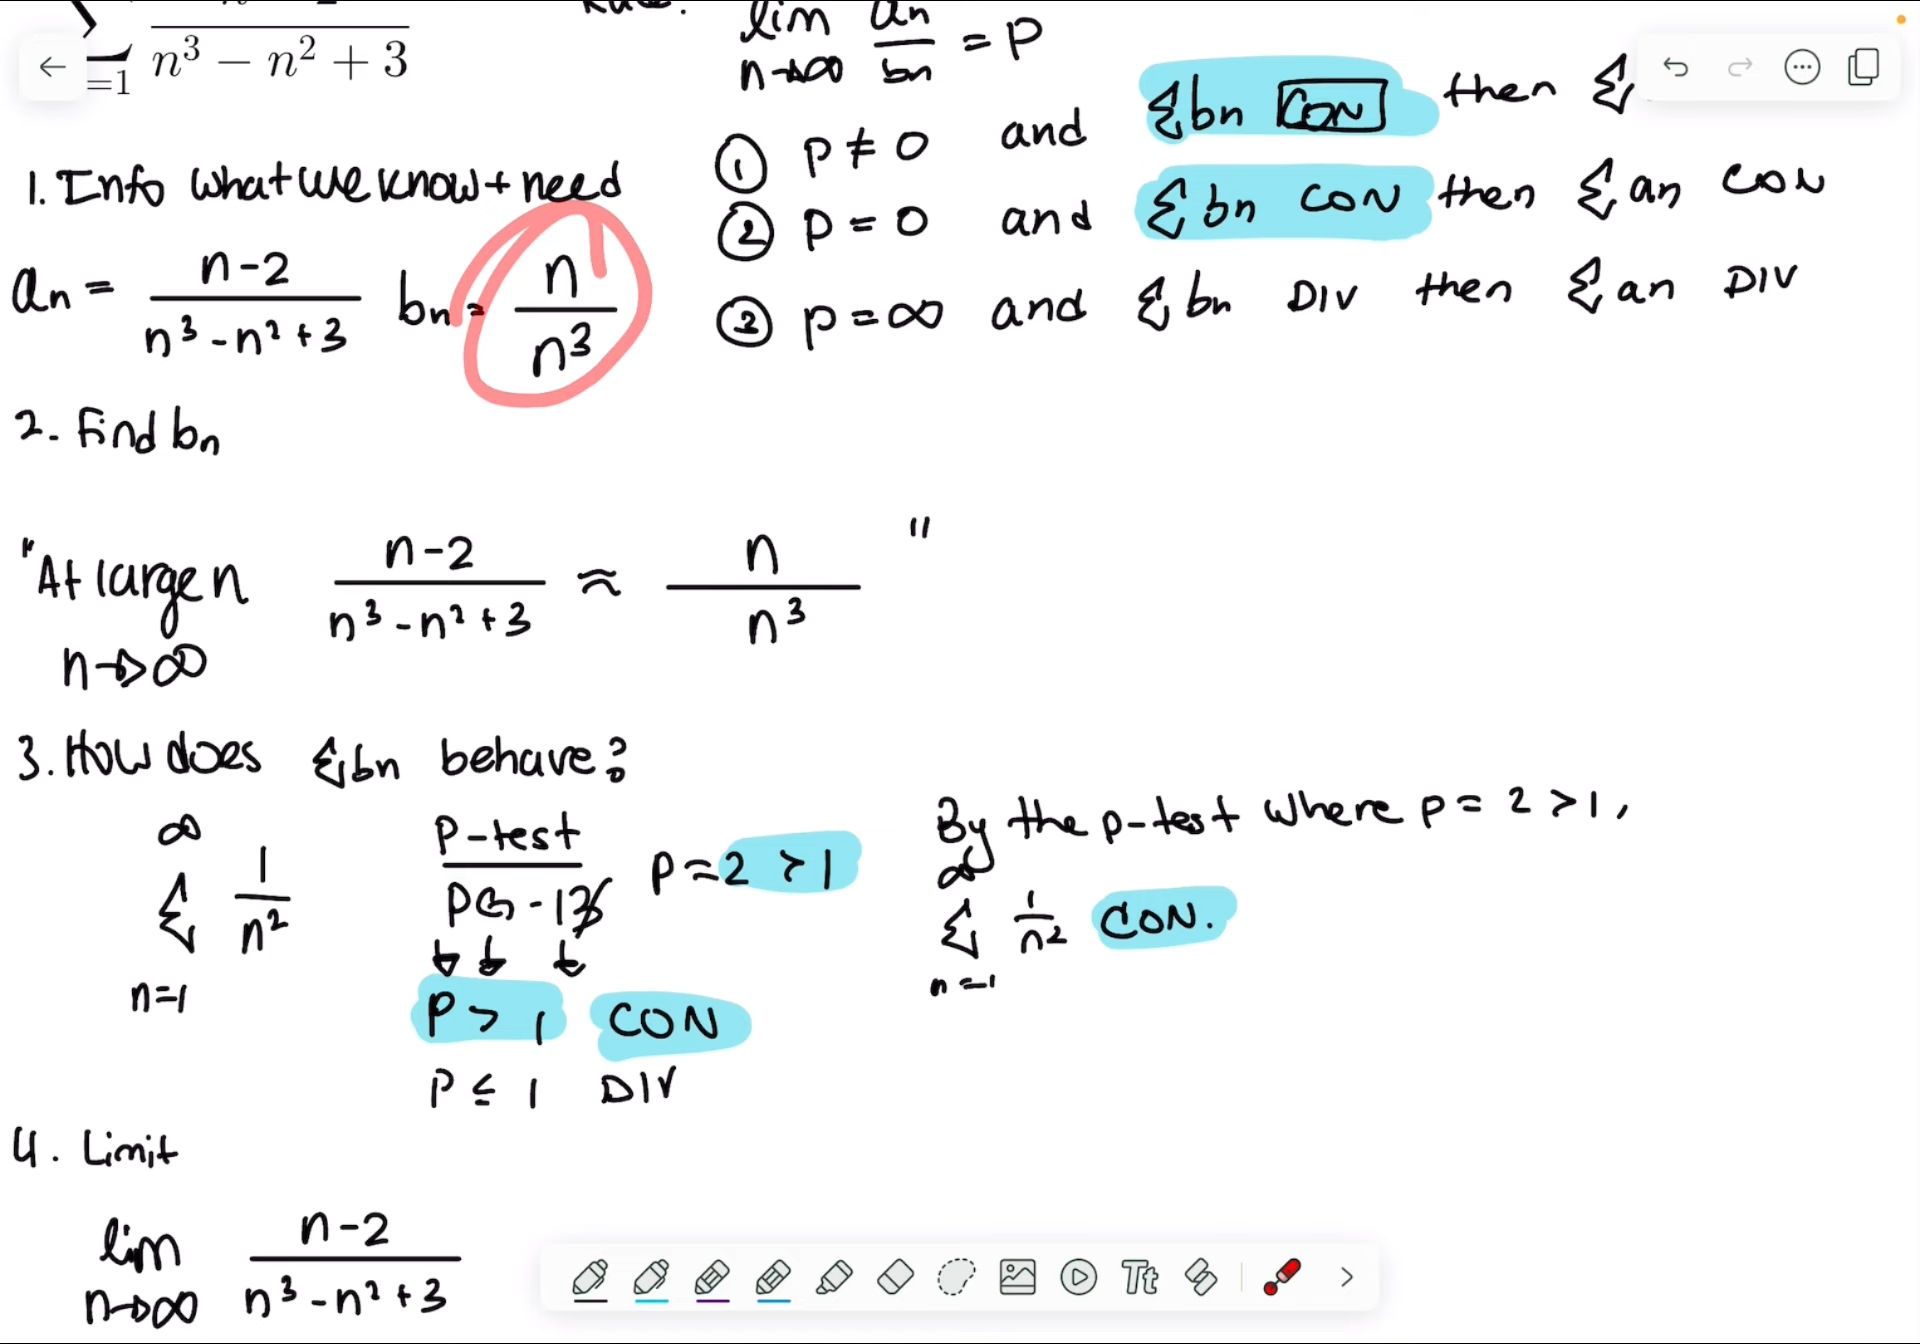 =1 n³ − n² + 3
lim n→∞ an/bn = P
① P ≠ 0 and Σbn CON then Σ
1. Info what we know + need
② P = 0 and Σbn CON then Σan CON
an = n-2 / n³-n²+3 bn = n / n³
③ P = ∞ and Σbn DIV then Σan DIV
2. Find bn
"At large n n-2 / n³-n²+3 ≈ n / n³ "
n→∞
3. How does Σbn behave?
∞ Σ n=1 1/n²
P-test
P = 2 > 1
P > 1 CON
P ≤ 1 DIV
By the p-test where p = 2 > 1,
∞ Σ n=1 1/n² CON.
4. Limit
lim n→∞ n-2 / n³-n²+3
Tt